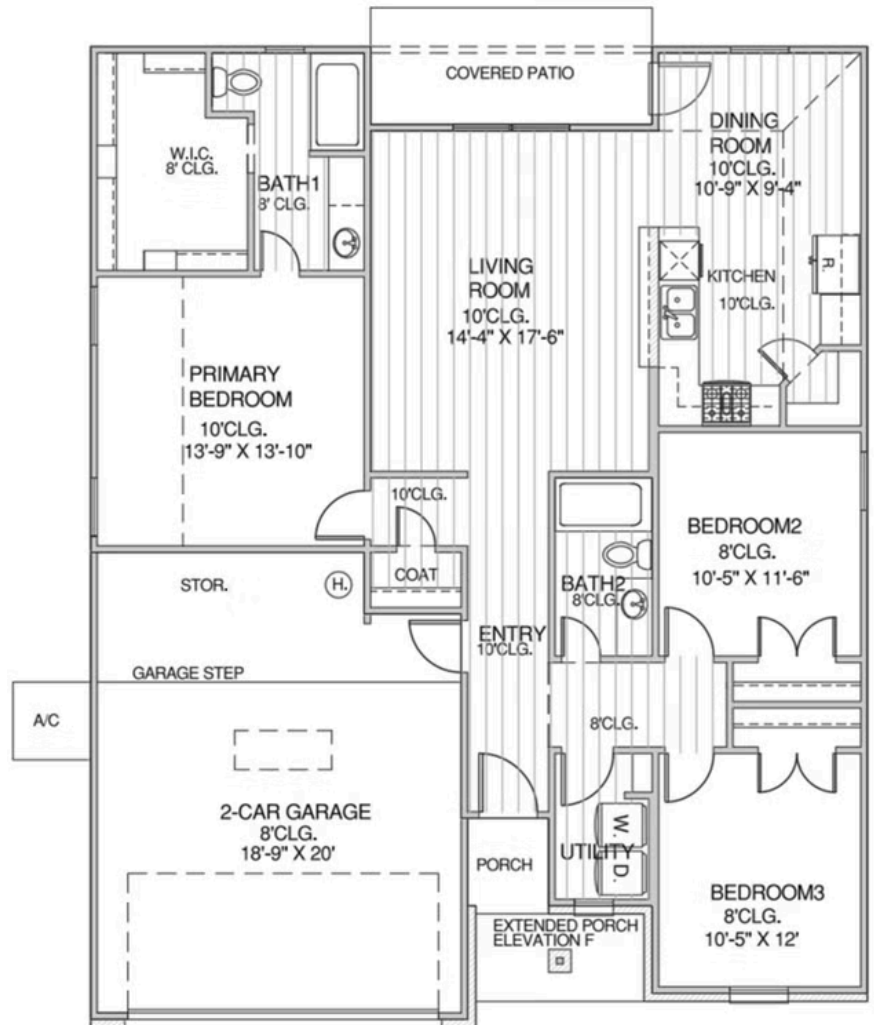 COVERED PATIO
W.I.C.
8' CLG.
BATH1
8' CLG.
DINING
ROOM
10'CLG.
10'-9" X 9'-4"
LIVING
ROOM
10'CLG.
14'-4" X 17'-6"
KITCHEN
10'CLG.
R.
PRIMARY
BEDROOM
10'CLG.
13'-9" X 13'-10"
10'CLG.
COAT
STOR.
H.
BATH2
8'CLG.
BEDROOM2
8'CLG.
10'-5" X 11'-6"
ENTRY
10'CLG.
GARAGE STEP
A/C
8'CLG.
2-CAR GARAGE
8'CLG.
18'-9" X 20'
PORCH
UTILITY
W.
D.
BEDROOM3
8'CLG.
10'-5" X 12'
EXTENDED PORCH
ELEVATION F